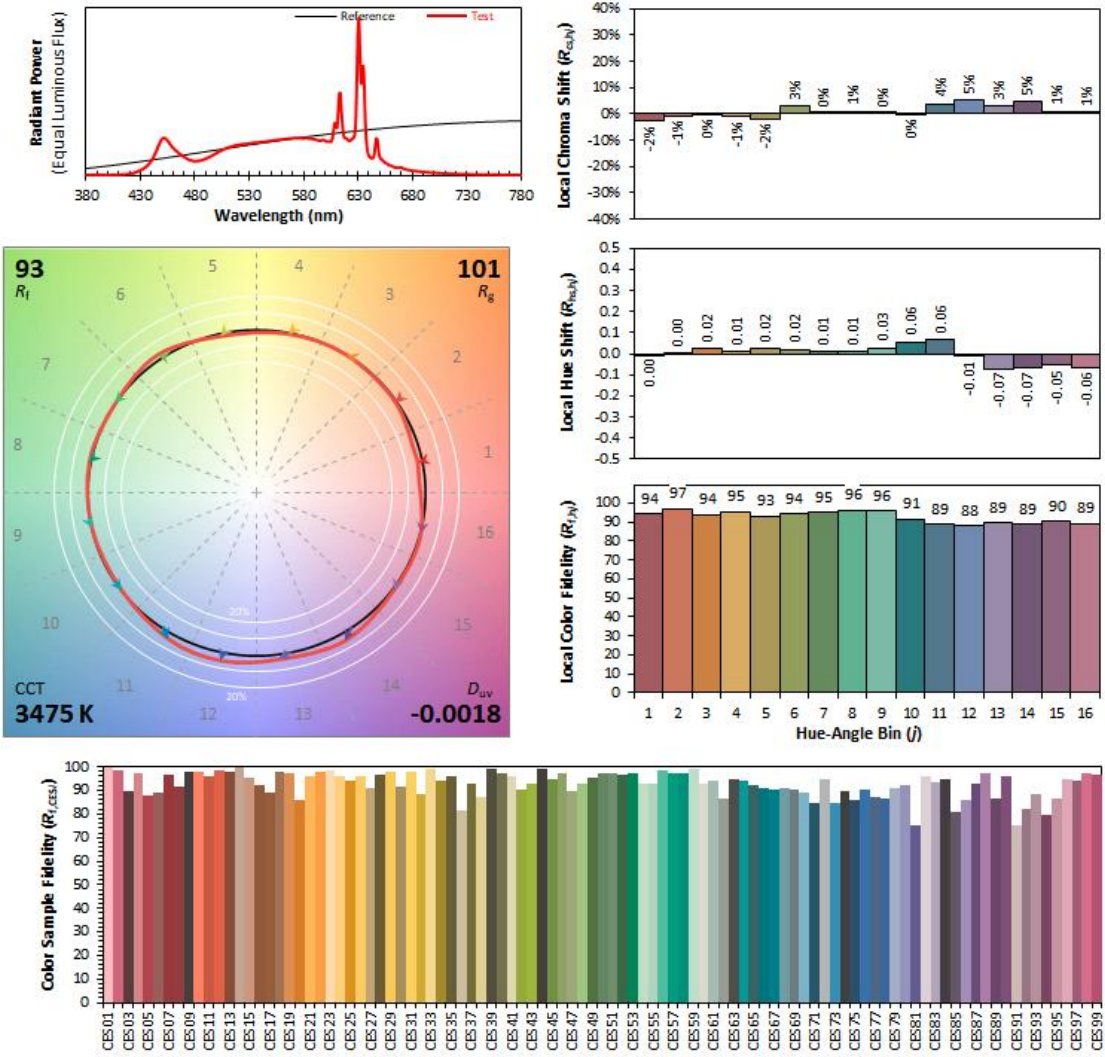 Reference Test
Radiant Power
(Equal Luminous Flux)
380 430 480 530 580 630 680 730 780
Wavelength (nm)
Local Chroma Shift (Rcs,hj)
40%
30%
20%
10%
0%
-10%
-20%
-30%
-40%
-2% -1% 0% -1% -2% 3% 0% 1% 0% 0% 4% 5% 3% 5% 1% 1%
93
Rf
101
Rg
5 4
6 3
7 2
8 1
9 16
10 15
11 14
12 13
20%
20%
CCT
3475 K
Duv
-0.0018
Local Hue Shift (Rhs,hj)
0.5
0.4
0.3
0.2
0.1
0.0
-0.1
-0.2
-0.3
-0.4
-0.5
0.00 0.00 0.02 0.01 0.02 0.02 0.01 0.01 0.03 0.06 0.06 -0.01 -0.07 -0.07 -0.05 -0.06
Local Color Fidelity (Rf,hj)
100
90
80
70
60
50
40
30
20
10
0
94 97 94 95 93 94 95 96 96 91 89 88 89 89 90 89
1 2 3 4 5 6 7 8 9 10 11 12 13 14 15 16
Hue-Angle Bin (j)
Color Sample Fidelity (Rf,CESi)
100
90
80
70
60
50
40
30
20
10
0
CES01 CES03 CES05 CES07 CES09 CES11 CES13 CES15 CES17 CES19 CES21 CES23 CES25 CES27 CES29 CES31 CES33 CES35 CES37 CES39 CES41 CES43 CES45 CES47 CES49 CES51 CES53 CES55 CES57 CES59 CES61 CES63 CES65 CES67 CES69 CES71 CES73 CES75 CES77 CES79 CES81 CES83 CES85 CES87 CES89 CES91 CES93 CES95 CES97 CES99